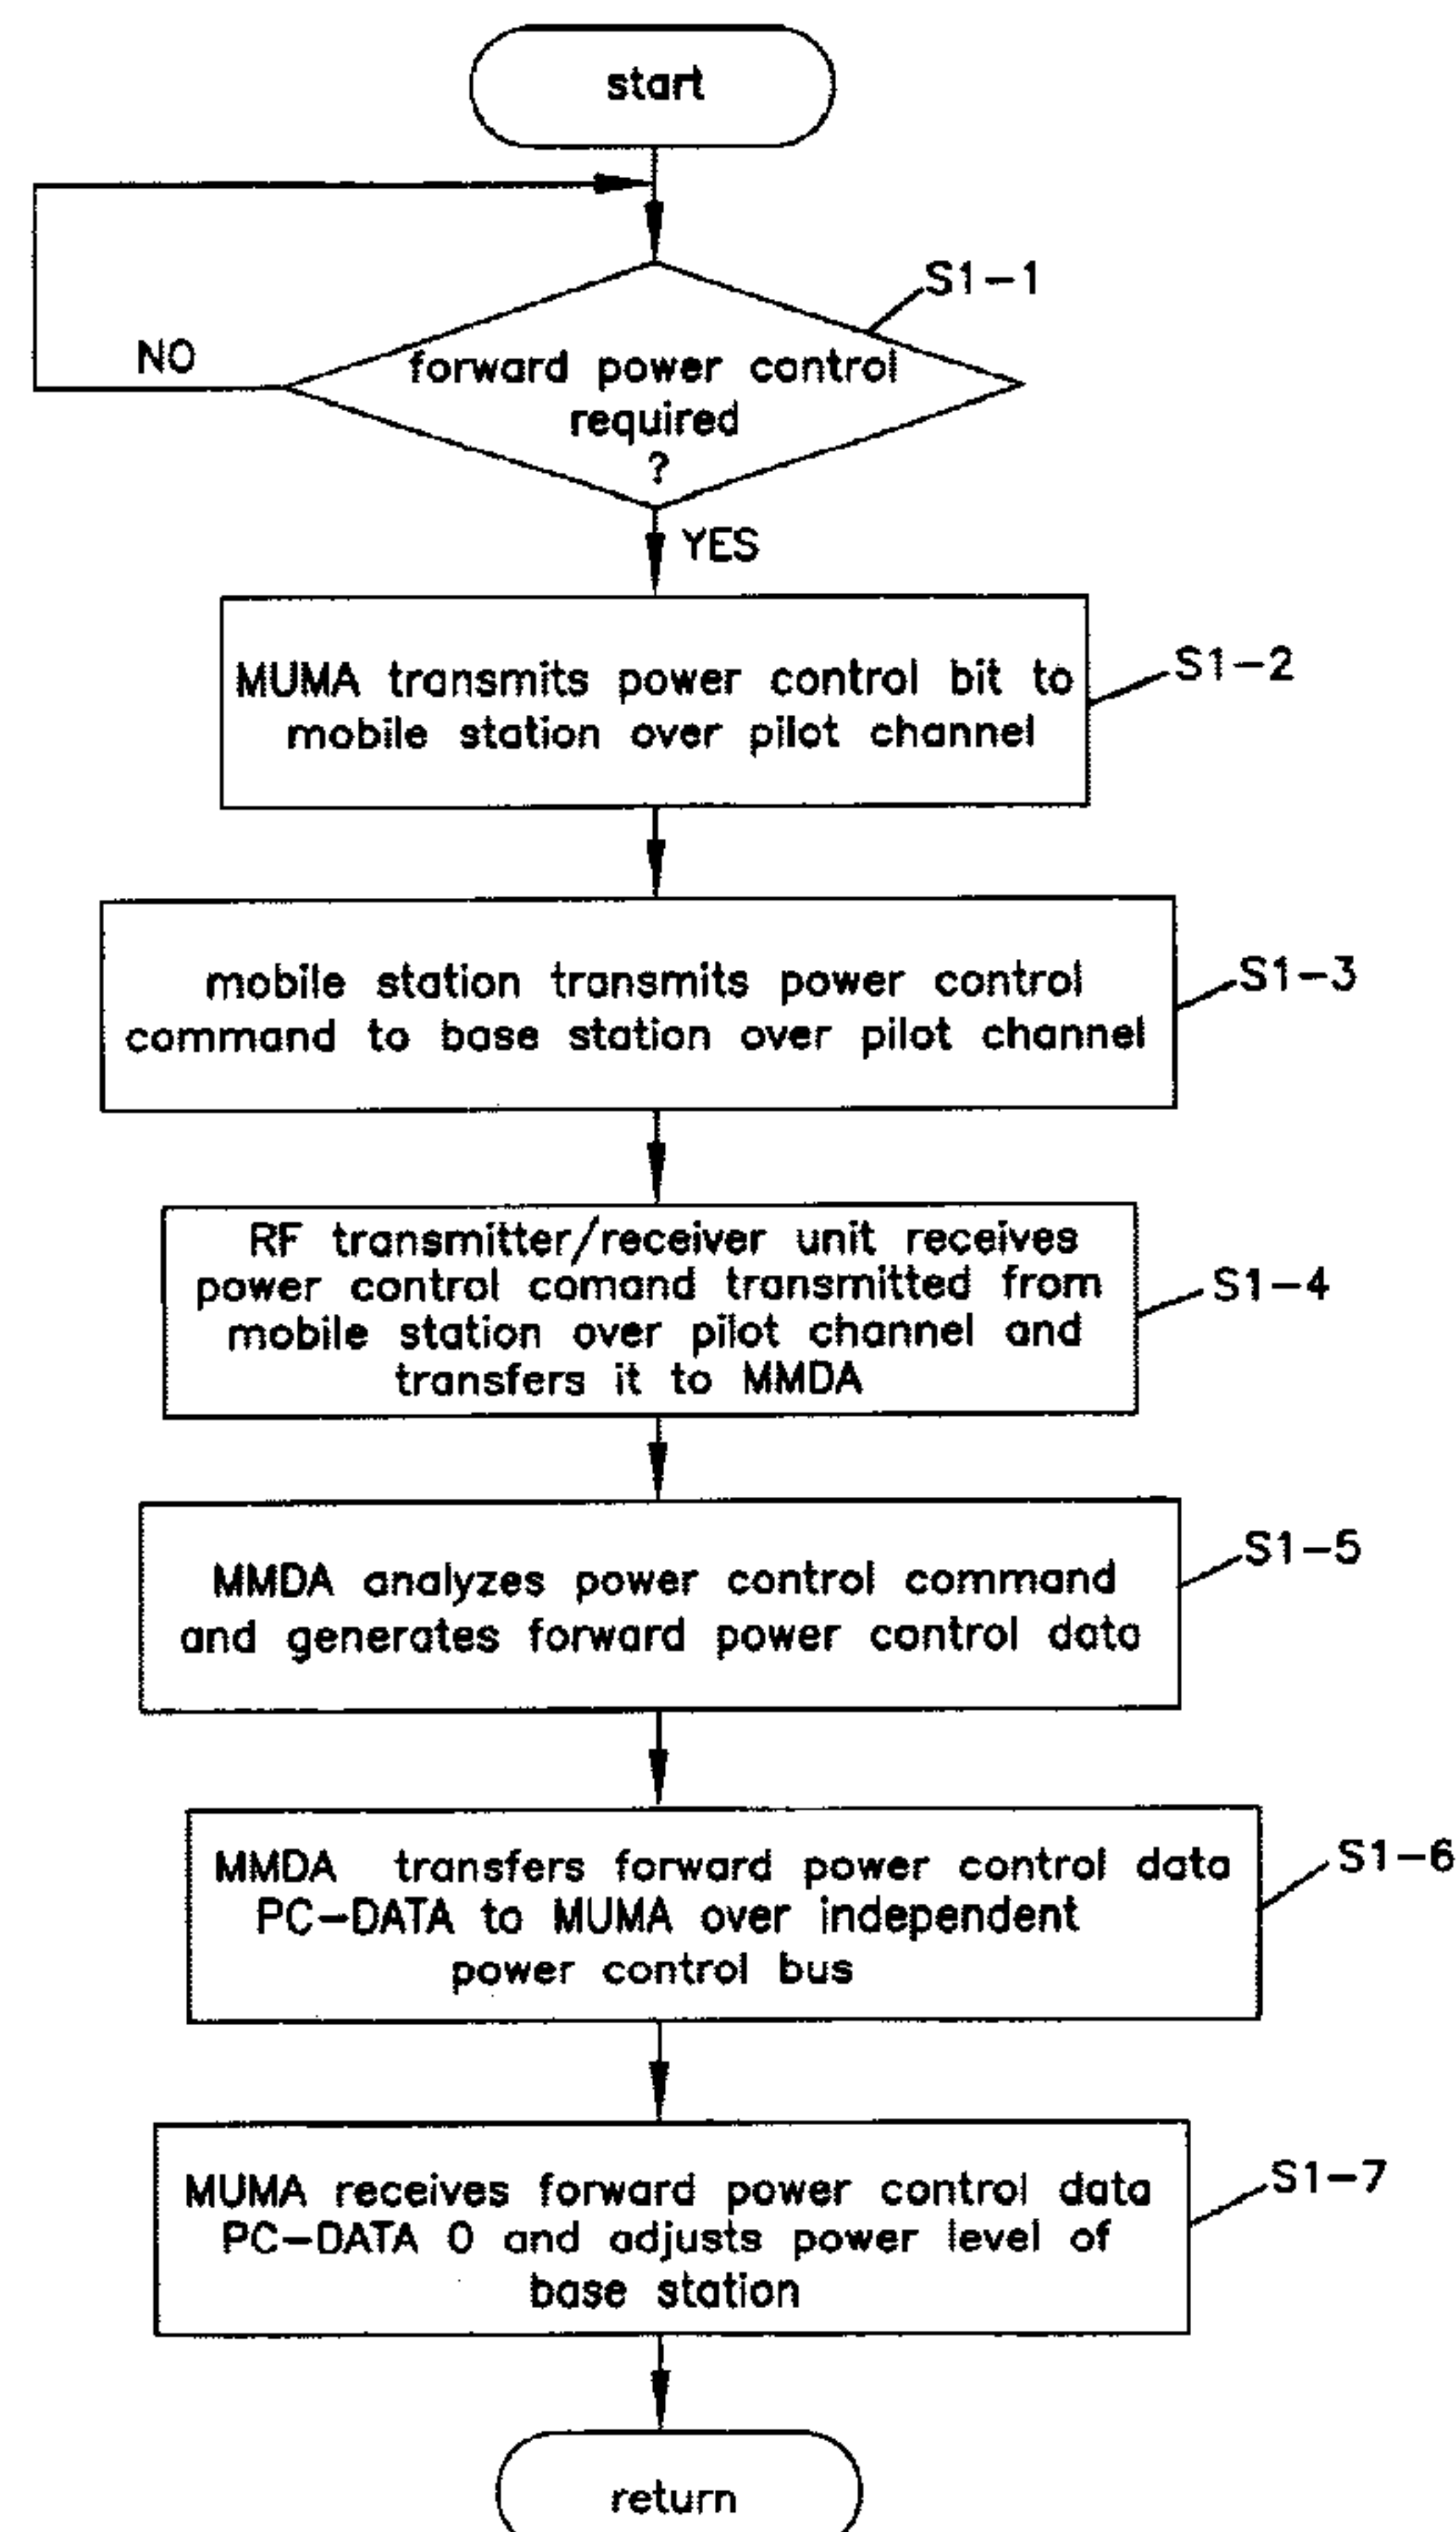 start
S1-1
NO
forward power control
required
?
YES
MUMA transmits power control bit to
mobile station over pilot channel
S1-2
mobile station transmits power control
command to base station over pilot channel
S1-3
RF transmitter/receiver unit receives
power control comand transmitted from
mobile station over pilot channel and
transfers it to MMDA
S1-4
MMDA analyzes power control command
and generates forward power control data
S1-5
MMDA transfers forward power control data
PC-DATA to MUMA over independent
power control bus
S1-6
MUMA receives forward power control data
PC-DATA 0 and adjusts power level of
base station
S1-7
return